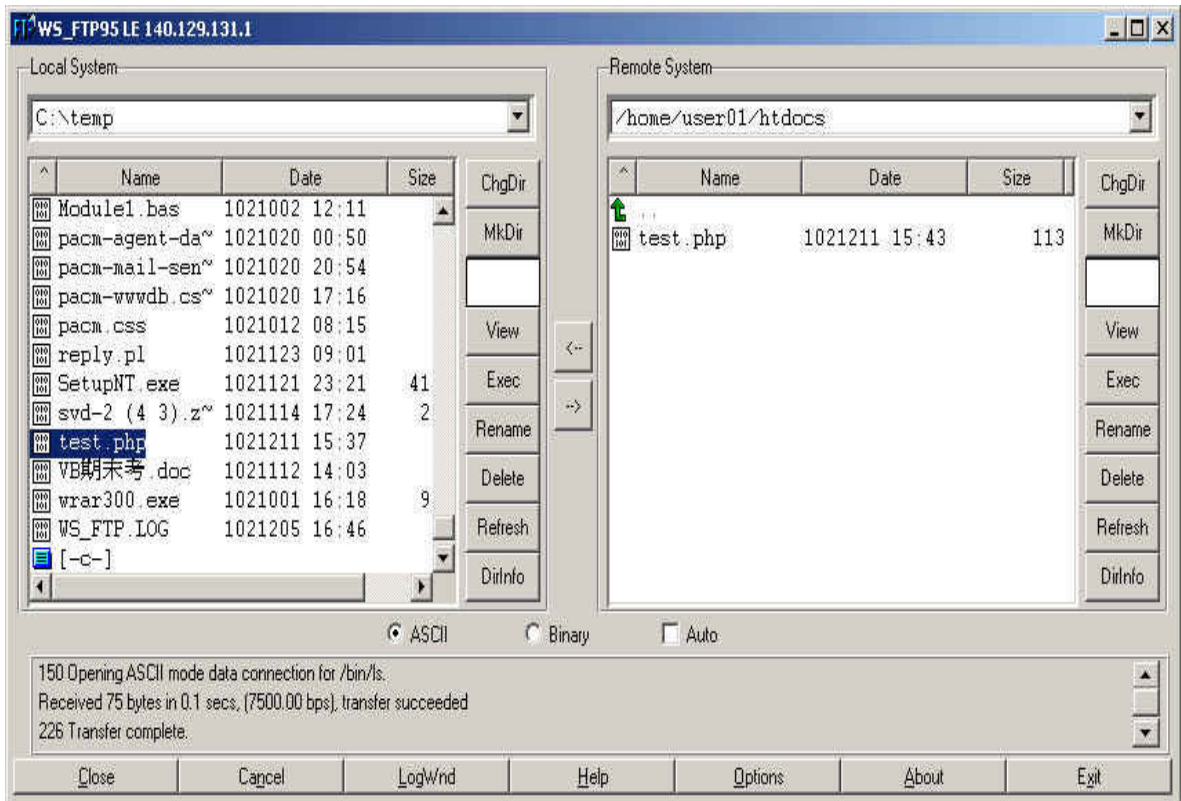 WS_FTP95 LE 140.129.131.1
Local System
C:\temp
^ Name Date Size
Module1.bas 1021002 12:11
pacm-agent-da~ 1021020 00:50
pacm-mail-sen~ 1021020 20:54
pacm-wwwdb.cs~ 1021020 17:16
pacm.css 1021012 08:15
reply.pl 1021123 09:01
SetupNT.exe 1021121 23:21 41
svd-2 (4 3).z~ 1021114 17:24 2
test.php 1021211 15:37
VB期末考.doc 1021112 14:03
wrar300.exe 1021001 16:18 9
WS_FTP.LOG 1021205 16:46
[-c-]
ChgDir
MkDir
View
Exec
Rename
Delete
Refresh
DirInfo
<--
-->
Remote System
/home/user01/htdocs
^ Name Date Size
..
test.php 1021211 15:43 113
ChgDir
MkDir
View
Exec
Rename
Delete
Refresh
DirInfo
ASCII Binary Auto
150 Opening ASCII mode data connection for /bin/ls.
Received 75 bytes in 0.1 secs, (7500.00 bps), transfer succeeded
226 Transfer complete.
Close Cancel LogWnd Help Options About Exit